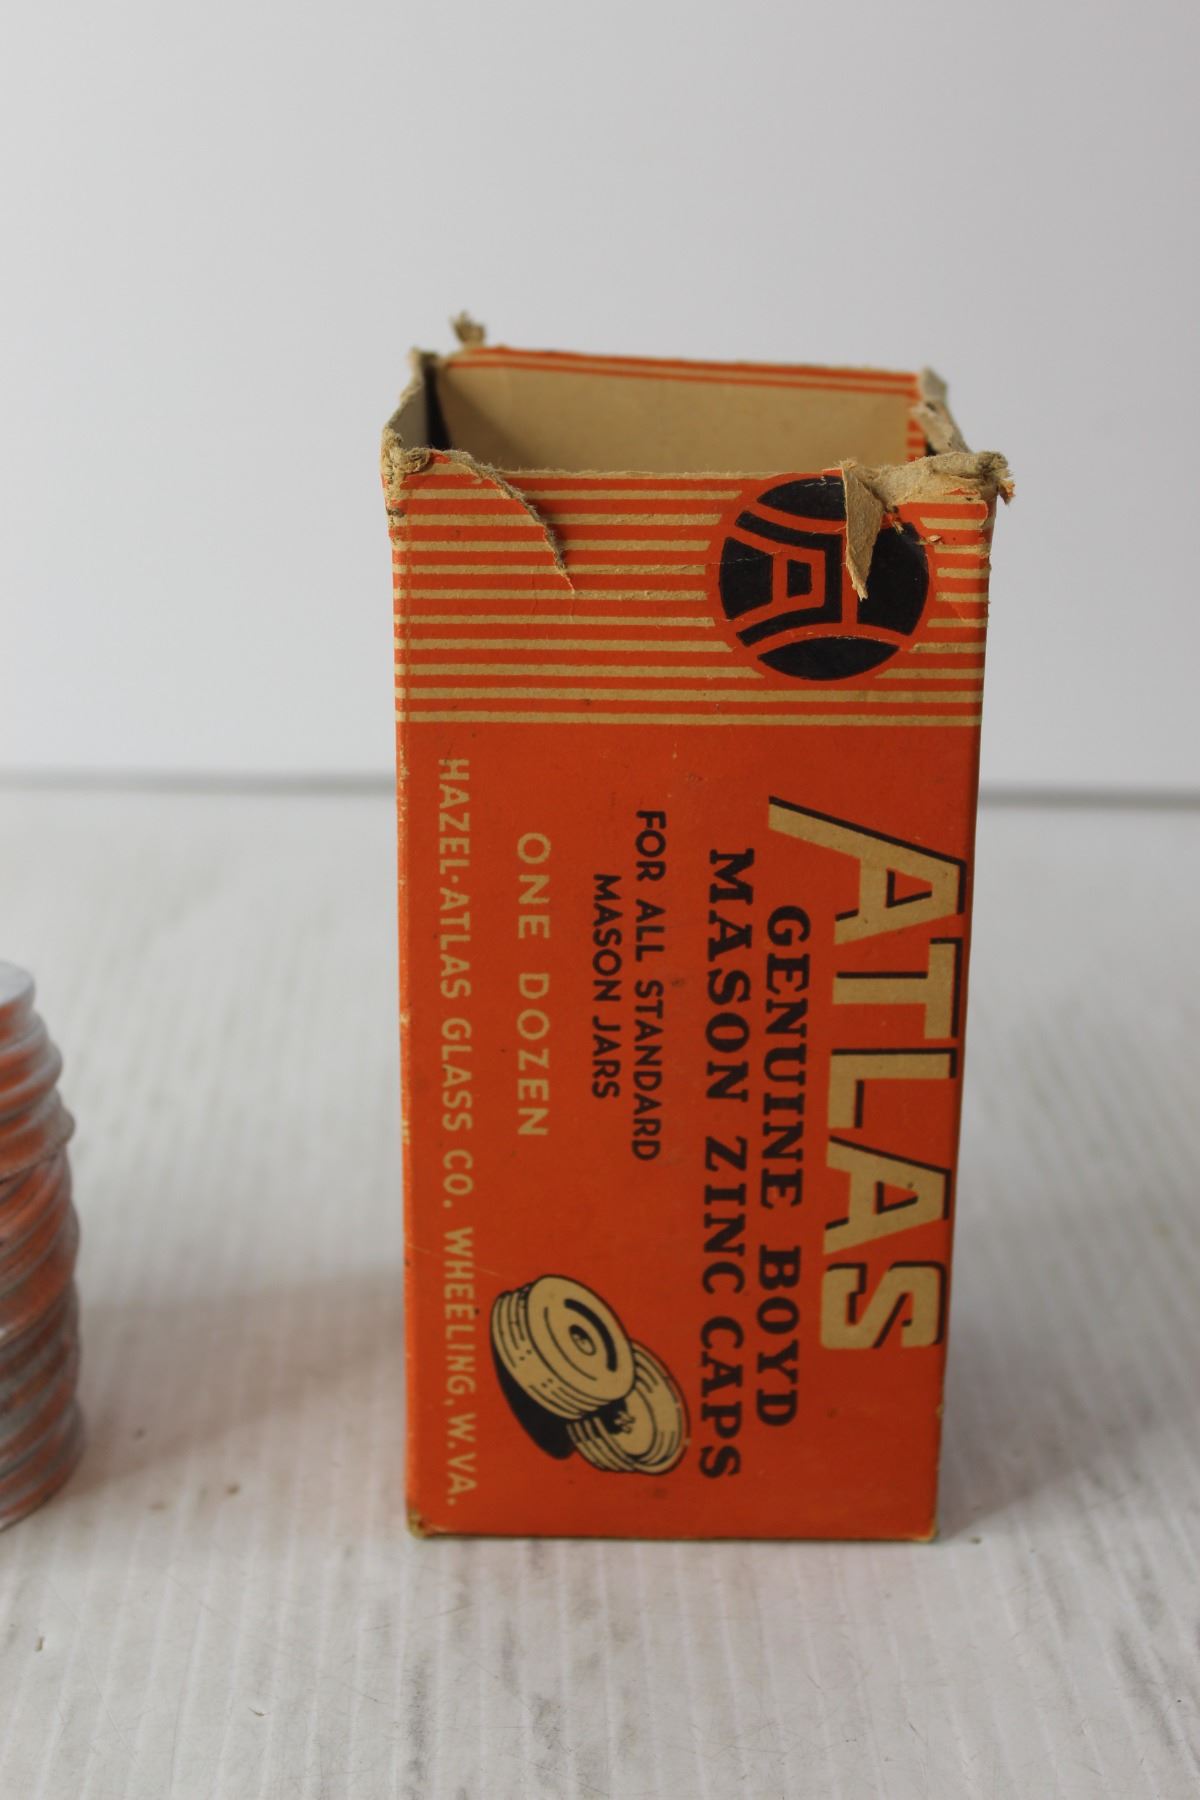 ATLAS
GENUINE BOYD
MASON ZINC CAPS
FOR ALL STANDARD
MASON JARS
ONE DOZEN
HAZEL-ATLAS GLASS CO. WHEELING, W. VA.
A